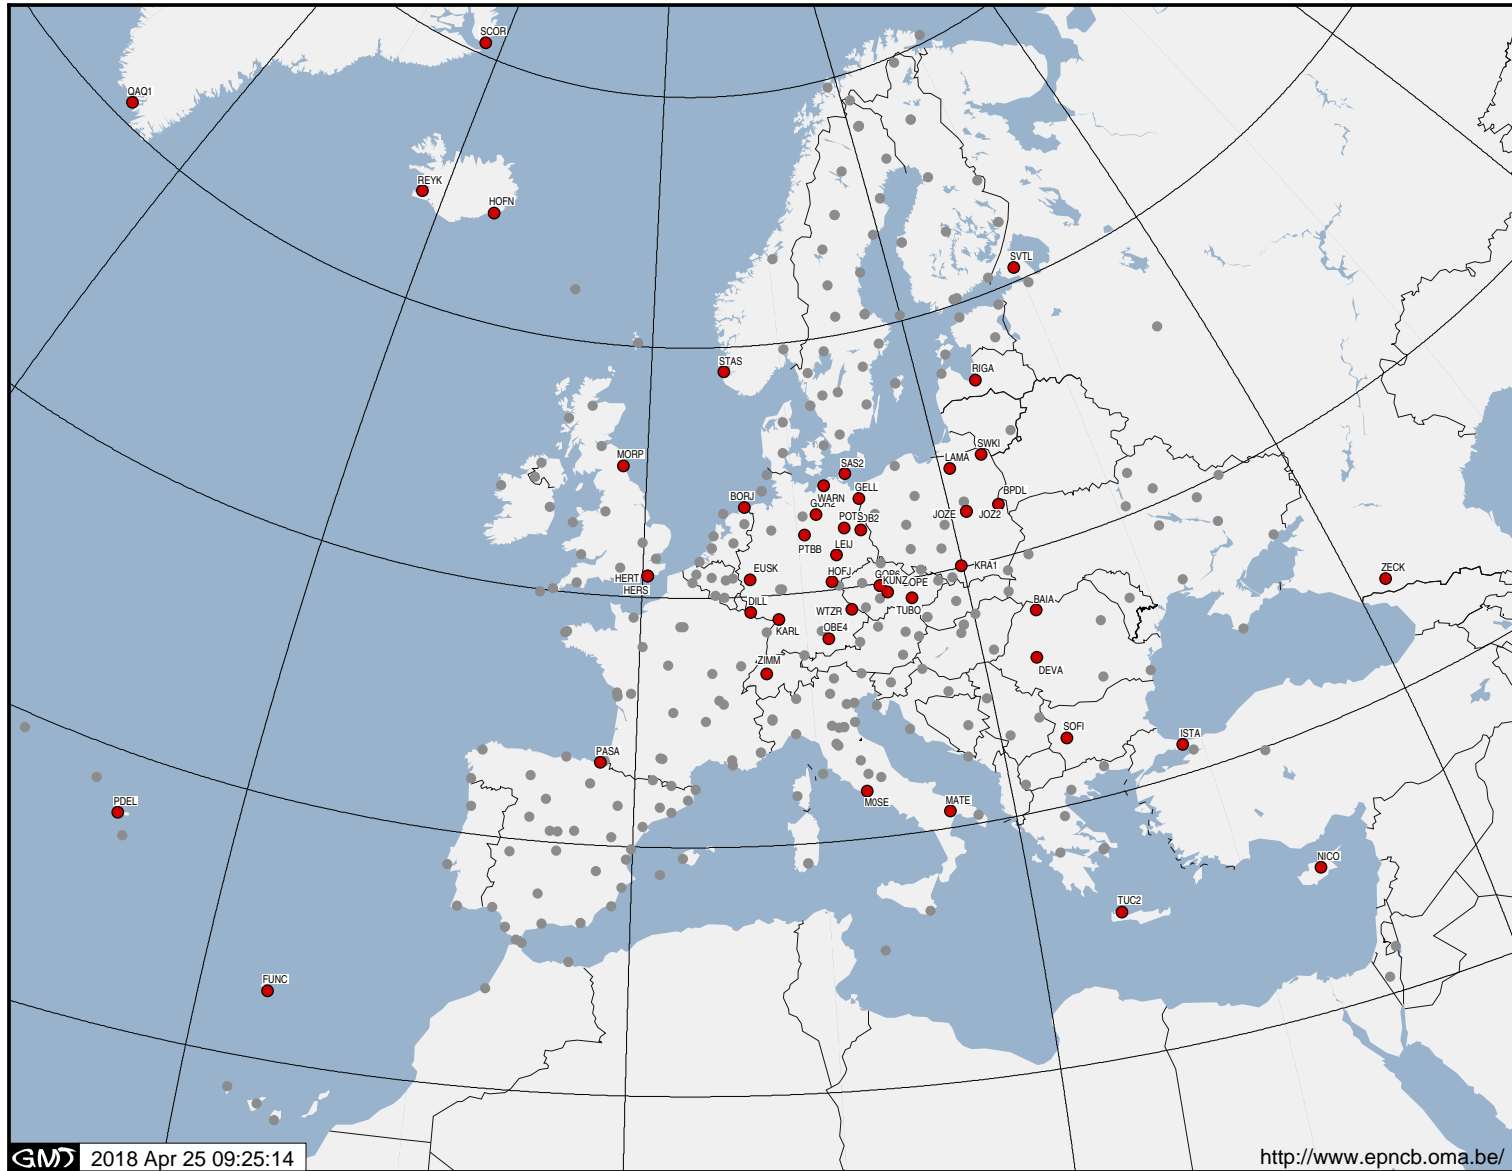 SCOR
QAQ1
REYK
HOFN
SVTL
STAS
RIGA
MORP
SWKI
LAMA
SAS2
BORJ
WARN
GELL
BPDL
POTS
JOZE
JOZ2
PTBB
LEIJ
KRA1
HERT
HERS
EUSK
HOFJ
KUNZ
ZECK
DILL
WTZR
TUBO
BAIA
KARL
OBE4
ZIMM
DEVA
SOFI
ISTA
PASA
PDEL
M0SE
MATE
NICO
TUC2
FUNC
GMT 2018 Apr 25 09:25:14
http://www.epncb.oma.be/